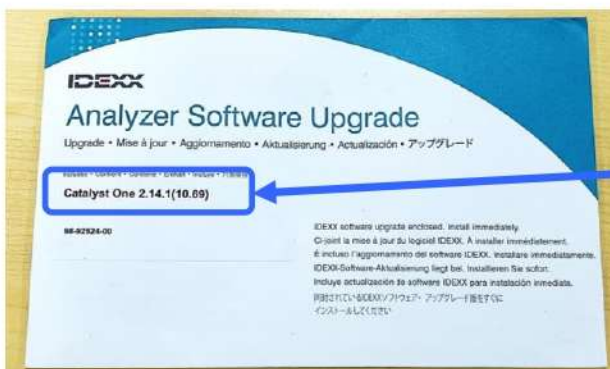 IDEXX
Analyzer Software Upgrade
Upgrade • Mise à jour • Aggiornamento • Aktualisierung • Actualización • アップグレード
Catalyst One 2.14.1(10.69)
98-92524-00
IDEXX software upgrade enclosed. Install immediately.
Ci-joint la mise à jour du logiciel IDEXX. À installer immédiatement.
È incluso l'aggiornamento del software IDEXX. Installare immediatamente.
IDEXX-Software-Aktualisierung liegt bei. Installieren Sie sofort.
Incluye actualización de software IDEXX para instalación inmediata.
同封されているIDEXXソフトウェア・アップグレード版をすぐに
インストールしてください